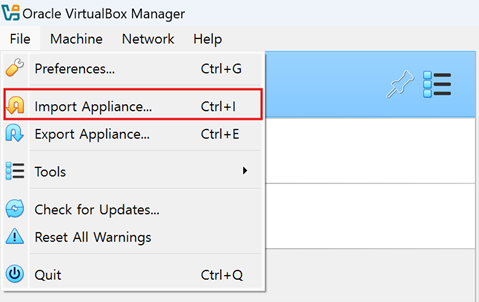 Oracle VirtualBox Manager
File Machine Network Help
Preferences... Ctrl+G
Import Appliance... Ctrl+I
Export Appliance... Ctrl+E
Tools
Check for Updates...
Reset All Warnings
Quit Ctrl+Q